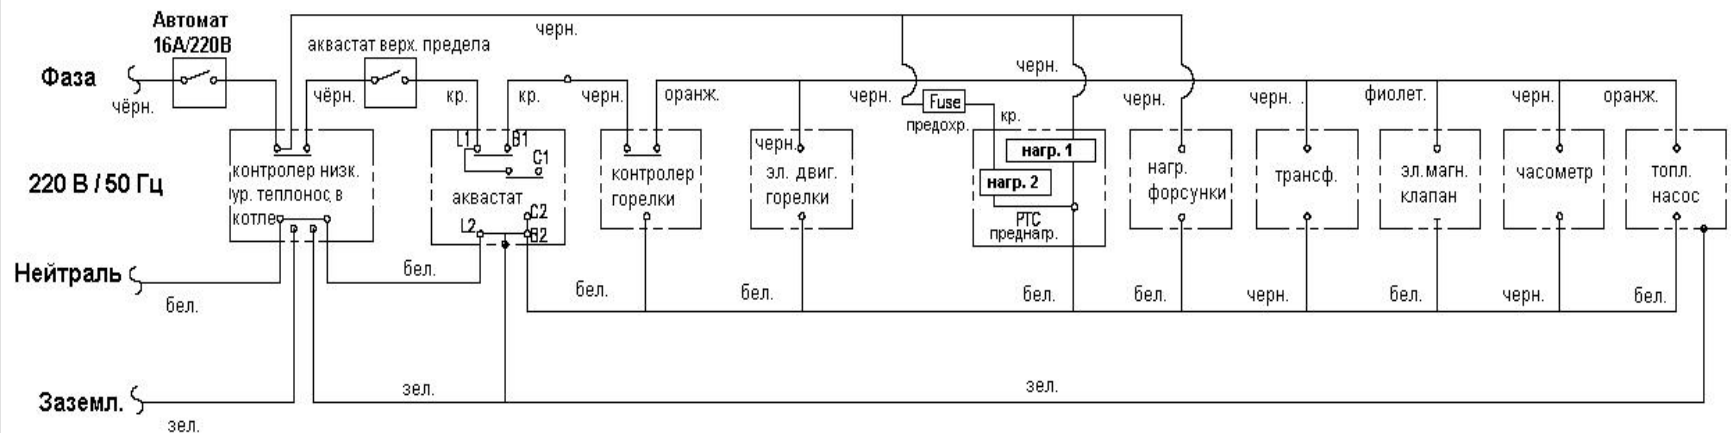 Автомат
16А/220В
аквастат верх. предела
черн.
черн.
Фаза
чёрн.
чёрн.
кр.
кр.
черн.
оранж.
черн.
Fuse
предохр.
кр.
черн.
черн. .
фиолет.
черн.
оранж.
220 В / 50 Гц
контролер низк.
ур. теплонос, в
котле
L1
B1
C1
аквастат
C2
L2
B2
контролер
горелки
черн.
эл. двиг.
горелки
нагр. 1
нагр. 2
РТС
преднагр.
нагр.
форсунки
трансф.
эл.магн.
клапан
часометр
топл.
насос
Нейтраль
бел.
бел.
бел.
бел.
бел.
бел.
черн.
бел.
черн.
бел.
Заземл.
зел.
зел.
зел.